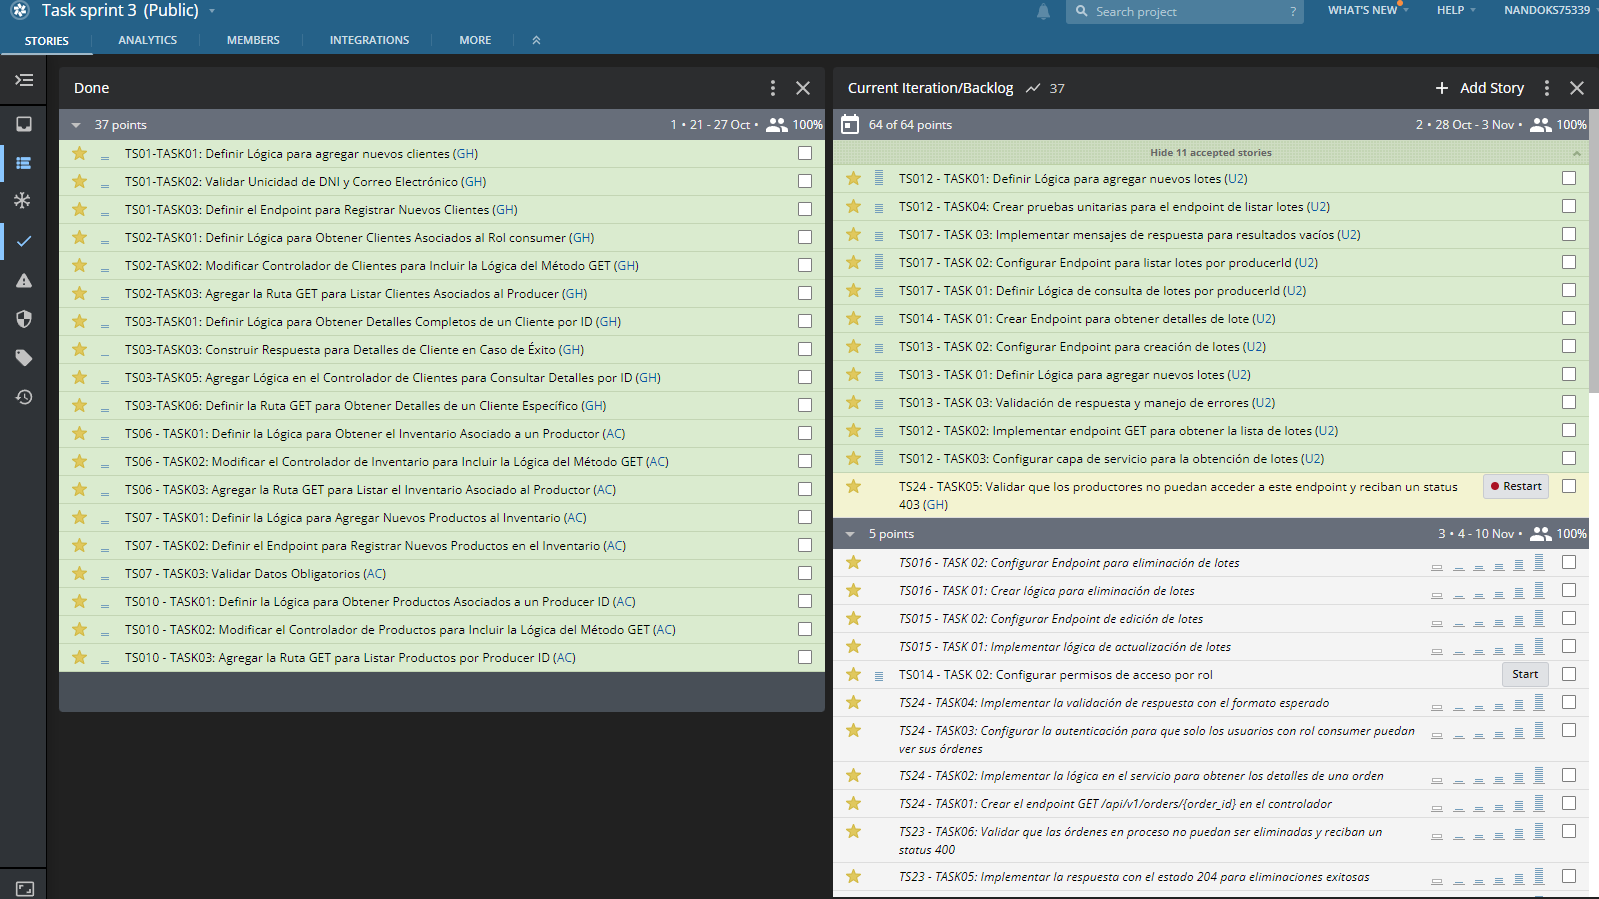 Task sprint 3 (Public)
Search project
?
WHAT'S NEW
HELP
NANDOKS75339
STORIES
ANALYTICS
MEMBERS
INTEGRATIONS
MORE
Done
37 points
1 • 21 - 27 Oct •
100%
TS01-TASK01: Definir Lógica para agregar nuevos clientes (GH)
TS01-TASK02: Validar Unicidad de DNI y Correo Electrónico (GH)
TS01-TASK03: Definir el Endpoint para Registrar Nuevos Clientes (GH)
TS02-TASK01: Definir Lógica para Obtener Clientes Asociados al Rol consumer (GH)
TS02-TASK02: Modificar Controlador de Clientes para Incluir la Lógica del Método GET (GH)
TS02-TASK03: Agregar la Ruta GET para Listar Clientes Asociados al Producer (GH)
TS03-TASK01: Definir Lógica para Obtener Detalles Completos de un Cliente por ID (GH)
TS03-TASK03: Construir Respuesta para Detalles de Cliente en Caso de Éxito (GH)
TS03-TASK05: Agregar Lógica en el Controlador de Clientes para Consultar Detalles por ID (GH)
TS03-TASK06: Definir la Ruta GET para Obtener Detalles de un Cliente Específico (GH)
TS06 - TASK01: Definir la Lógica para Obtener el Inventario Asociado a un Productor (AC)
TS06 - TASK02: Modificar el Controlador de Inventario para Incluir la Lógica del Método GET (AC)
TS06 - TASK03: Agregar la Ruta GET para Listar el Inventario Asociado al Productor (AC)
TS07 - TASK01: Definir la Lógica para Agregar Nuevos Productos al Inventario (AC)
TS07 - TASK02: Definir el Endpoint para Registrar Nuevos Productos en el Inventario (AC)
TS07 - TASK03: Validar Datos Obligatorios (AC)
TS010 - TASK01: Definir la Lógica para Obtener Productos Asociados a un Producer ID (AC)
TS010 - TASK02: Modificar el Controlador de Productos para Incluir la Lógica del Método GET (AC)
TS010 - TASK03: Agregar la Ruta GET para Listar Productos por Producer ID (AC)
Current Iteration/Backlog
37
Add Story
64 of 64 points
2 • 28 Oct - 3 Nov •
100%
Hide 11 accepted stories
TS012 - TASK01: Definir Lógica para agregar nuevos lotes (U2)
TS012 - TASK04: Crear pruebas unitarias para el endpoint de listar lotes (U2)
TS017 - TASK 03: Implementar mensajes de respuesta para resultados vacíos (U2)
TS017 - TASK 02: Configurar Endpoint para listar lotes por producerId (U2)
TS017 - TASK 01: Definir Lógica de consulta de lotes por producerId (U2)
TS014 - TASK 01: Crear Endpoint para obtener detalles de lote (U2)
TS013 - TASK 02: Configurar Endpoint para creación de lotes (U2)
TS013 - TASK 01: Definir Lógica para agregar nuevos lotes (U2)
TS013 - TASK 03: Validación de respuesta y manejo de errores (U2)
TS012 - TASK02: Implementar endpoint GET para obtener la lista de lotes (U2)
TS012 - TASK03: Configurar capa de servicio para la obtención de lotes (U2)
TS24 - TASK05: Validar que los productores no puedan acceder a este endpoint y reciban un status
403 (GH)
Restart
5 points
3 • 4 - 10 Nov •
100%
TS016 - TASK 02: Configurar Endpoint para eliminación de lotes
TS016 - TASK 01: Crear lógica para eliminación de lotes
TS015 - TASK 02: Configurar Endpoint de edición de lotes
TS015 - TASK 01: Implementar lógica de actualización de lotes
TS014 - TASK 02: Configurar permisos de acceso por rol
Start
TS24 - TASK04: Implementar la validación de respuesta con el formato esperado
TS24 - TASK03: Configurar la autenticación para que solo los usuarios con rol consumer puedan
ver sus órdenes
TS24 - TASK02: Implementar la lógica en el servicio para obtener los detalles de una orden
TS24 - TASK01: Crear el endpoint GET /api/v1/orders/{order_id} en el controlador
TS23 - TASK06: Validar que las órdenes en proceso no puedan ser eliminadas y reciban un
status 400
TS23 - TASK05: Implementar la respuesta con el estado 204 para eliminaciones exitosas